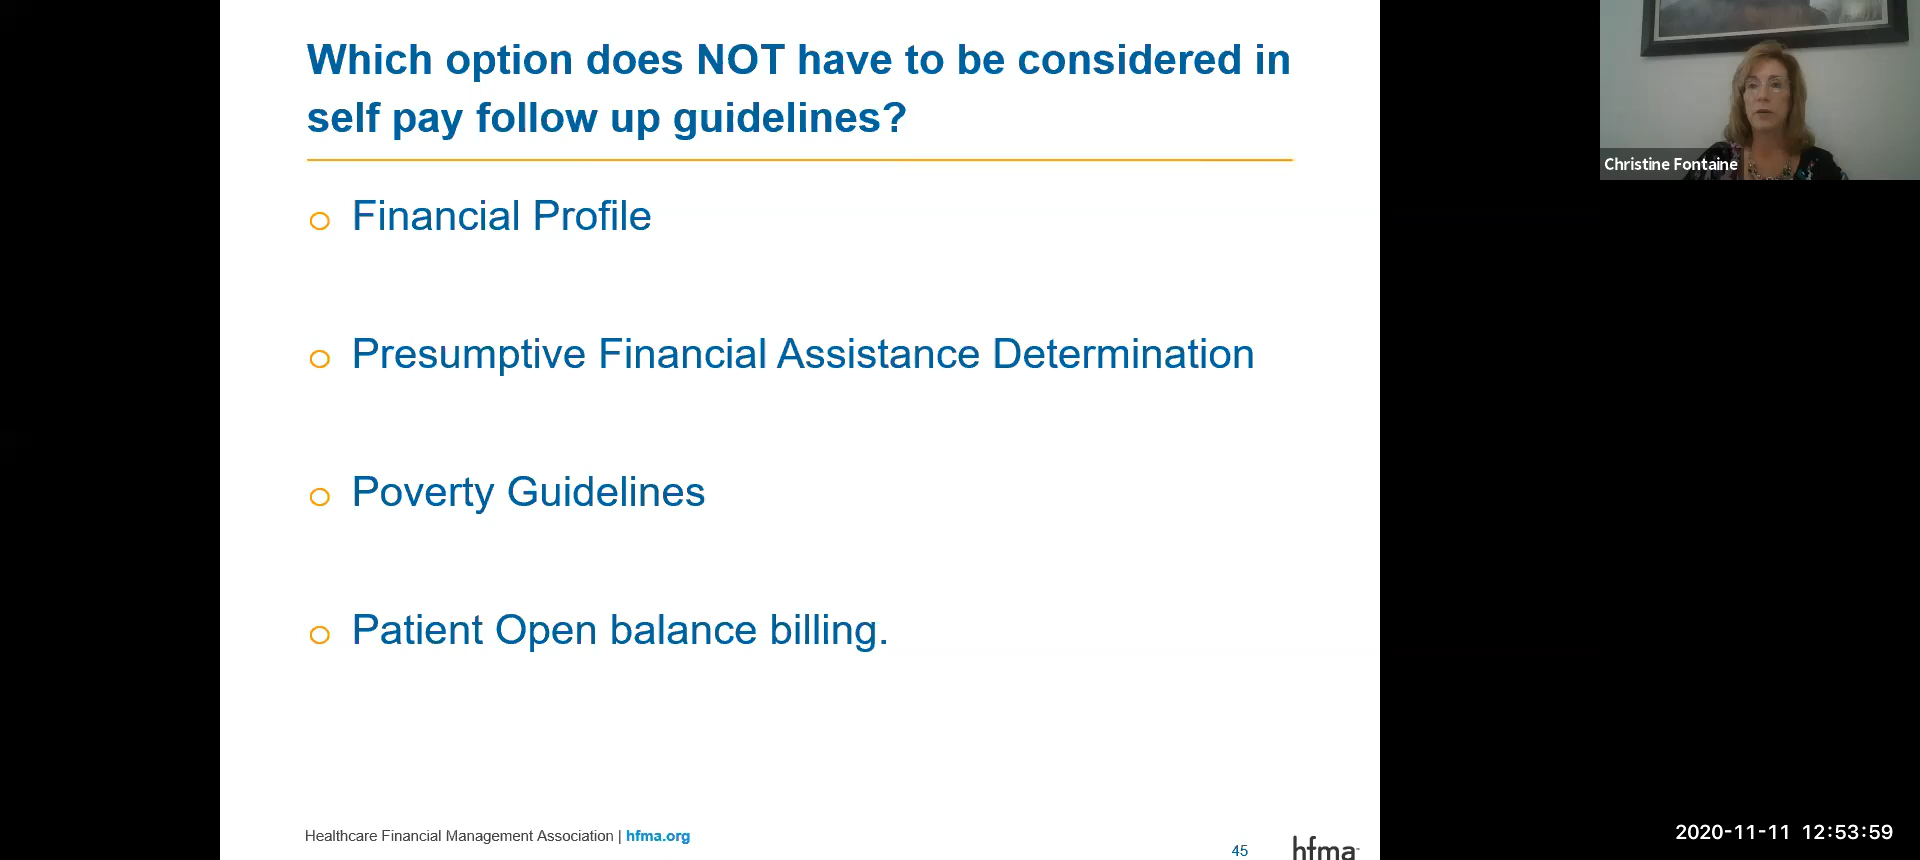 Which option does NOT have to be considered in
self pay follow up guidelines?
Financial Profile
Presumptive Financial Assistance Determination
Poverty Guidelines
Patient Open balance billing.
Healthcare Financial Management Association | hfma.org
45
hfma
Christine Fontaine
2020-11-11 12:53:59